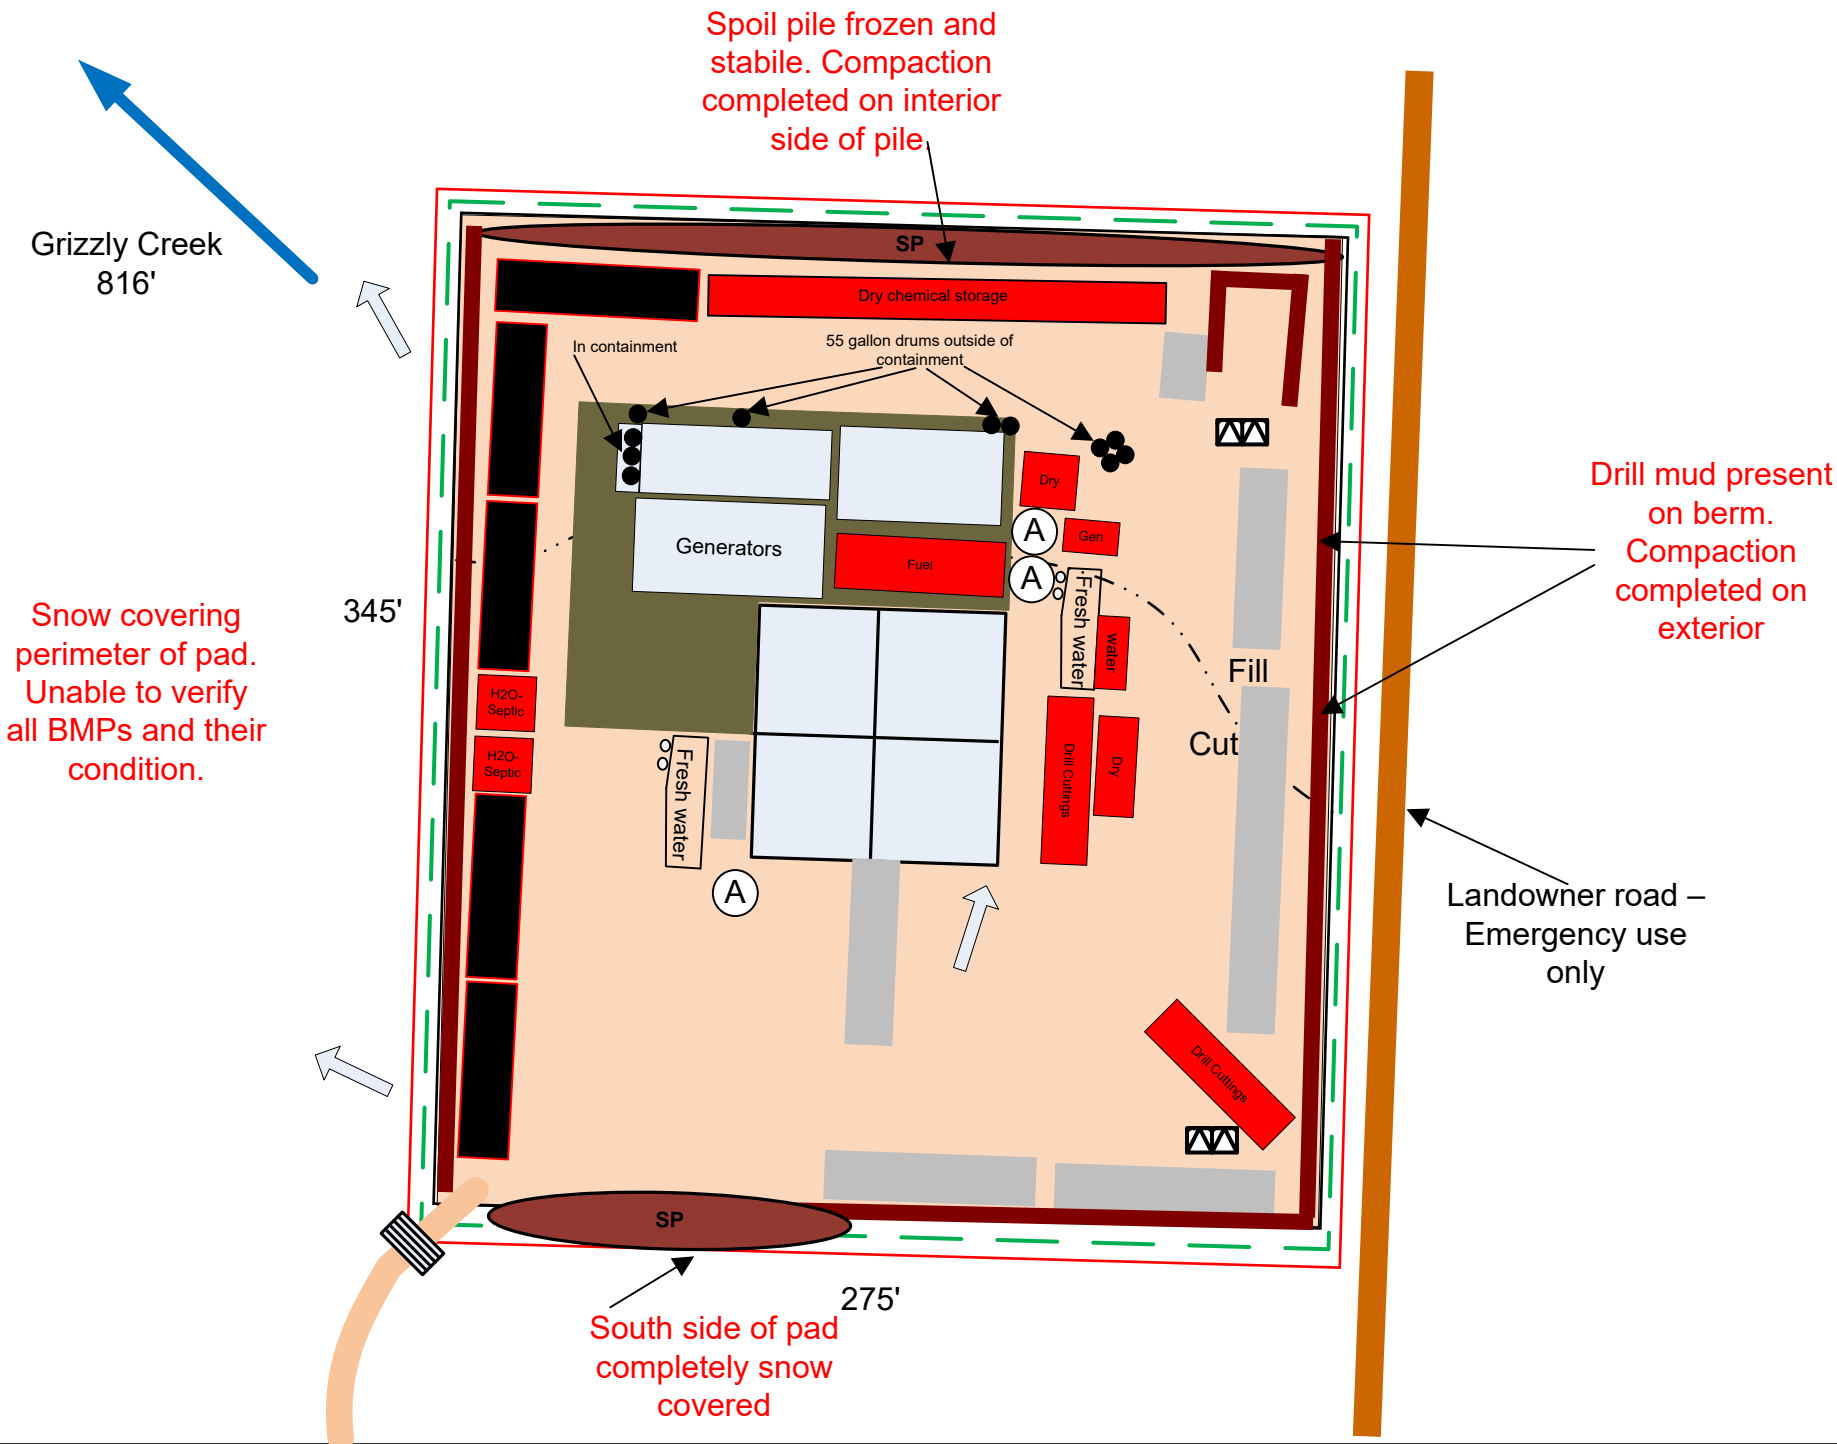 Spoil pile frozen and
stabile. Compaction
completed on interior
side of pile.
Grizzly Creek
816'
SP
Dry chemical storage
In containment
55 gallon drums outside of
containment
Dry
A
Gen
Generators
Fuel
A
Fresh water
water
Drill mud present
on berm.
Compaction
completed on
exterior
345'
Snow covering
perimeter of pad.
Unable to verify
all BMPs and their
condition.
H2O-
Septic
H2O-
Septic
Fill
Cut
Fresh water
Drill Cuttings
Dry
A
Landowner road –
Emergency use
only
Drill Cuttings
SP
275'
South side of pad
completely snow
covered